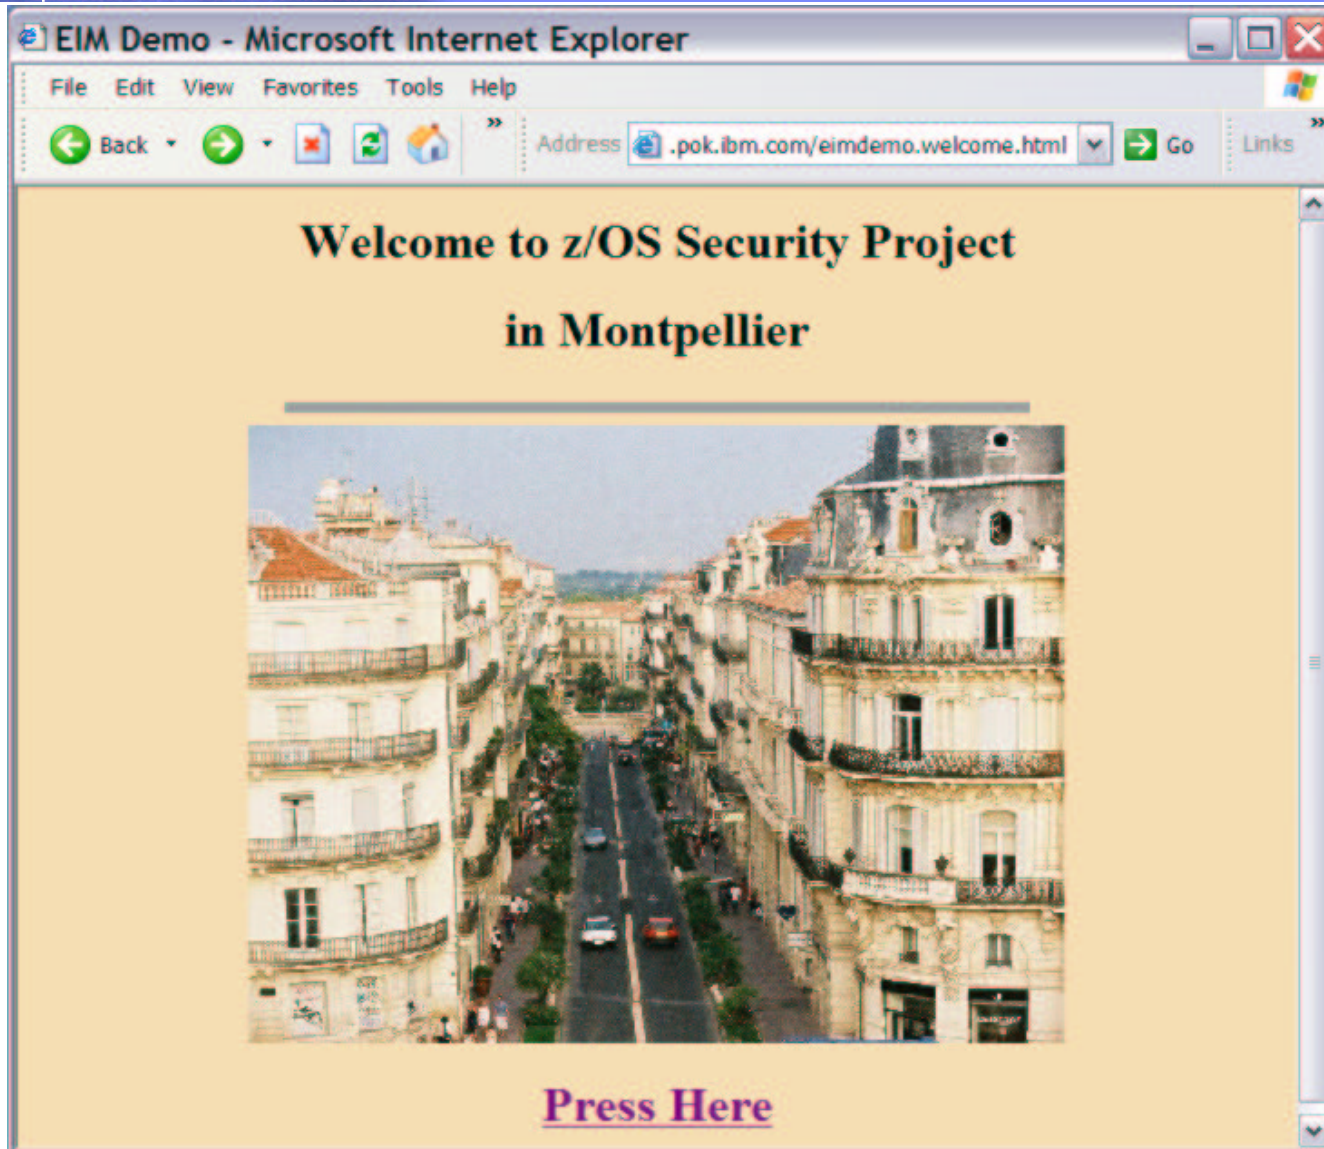 EIM Demo - Microsoft Internet Explorer
File Edit View Favorites Tools Help
Back » Address .pok.ibm.com/eimdemo.welcome.html Go Links »
Welcome to z/OS Security Project
in Montpellier
Press Here